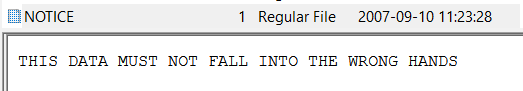 NOTICE 1 Regular File 2007-09-10 11:23:28
THIS DATA MUST NOT FALL INTO THE WRONG HANDS